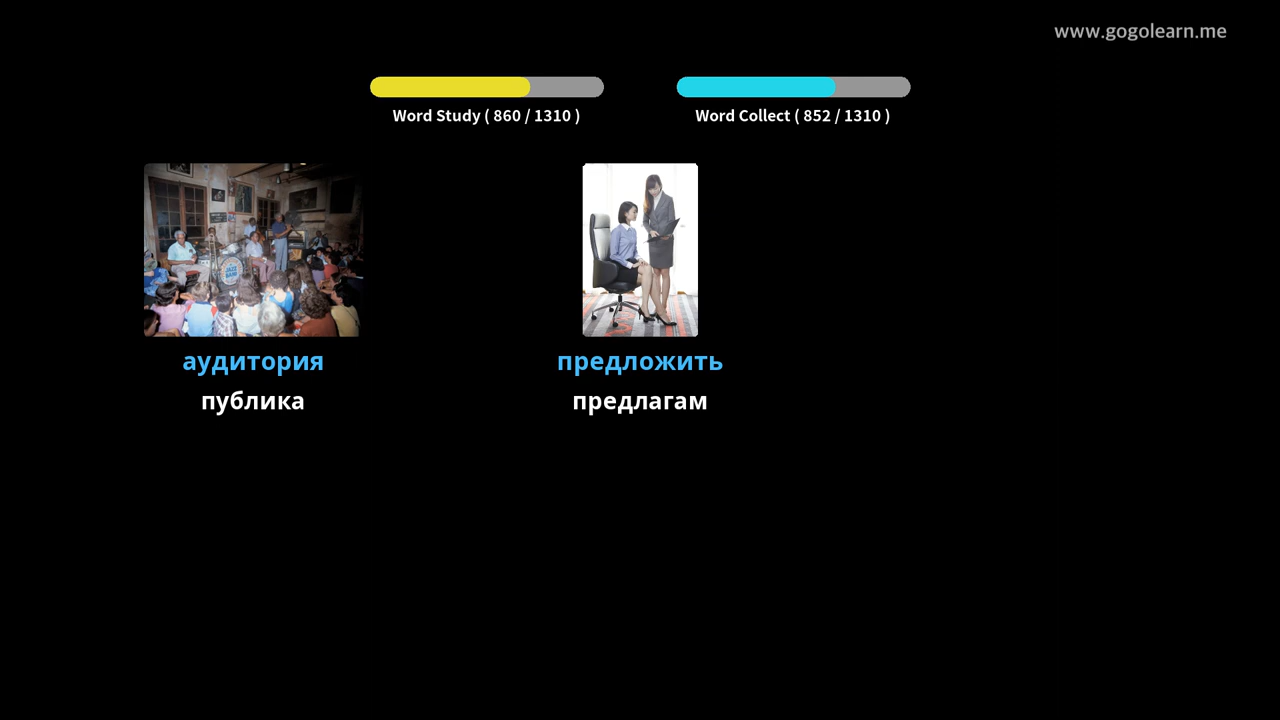 www.gogolearn.me
Word Study ( 860 / 1310 )
Word Collect ( 852 / 1310 )
аудитория
предложить
публика
предлагам